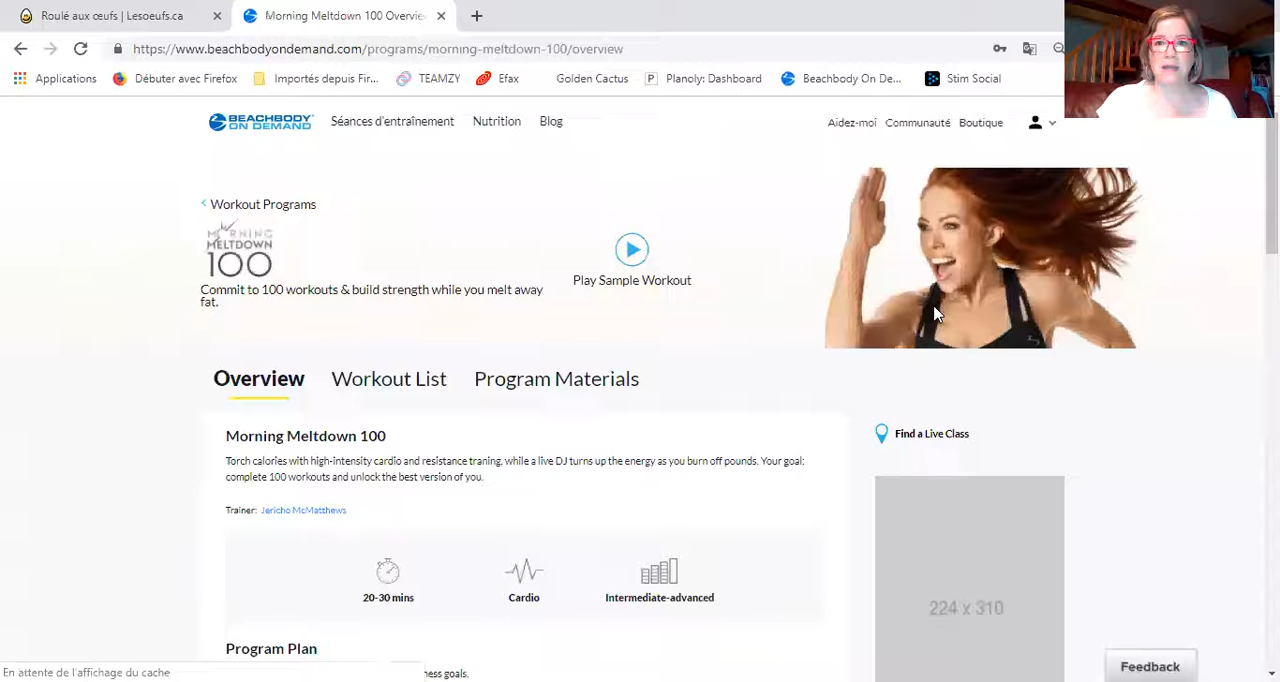 Roulé aux œufs | Lesoeufs.ca
Morning Meltdown 100 Overvie
https://www.beachbodyondemand.com/programs/morning-meltdown-100/overview
Applications
Débuter avec Firefox
Importés depuis Fir...
TEAMZY
Efax
Golden Cactus
P Planoly: Dashboard
Beachbody On De...
Stim Social
BEACHBODY
ON DEMAND
Séances d'entraînement
Nutrition
Blog
Aidez-moi
Communauté
Boutique
Workout Programs
MORNING
MELTDOWN
100
Commit to 100 workouts & build strength while you melt away
fat.
Play Sample Workout
Overview
Workout List
Program Materials
Morning Meltdown 100
Torch calories with high-intensity cardio and resistance traning, while a live DJ turns up the energy as you burn off pounds. Your goal:
complete 100 workouts and unlock the best version of you.
Trainer: Jericho McMatthews
20-30 mins
Cardio
Intermediate-advanced
Program Plan
ness goals.
Find a Live Class
224 x 310
Feedback
En attente de l'affichage du cache